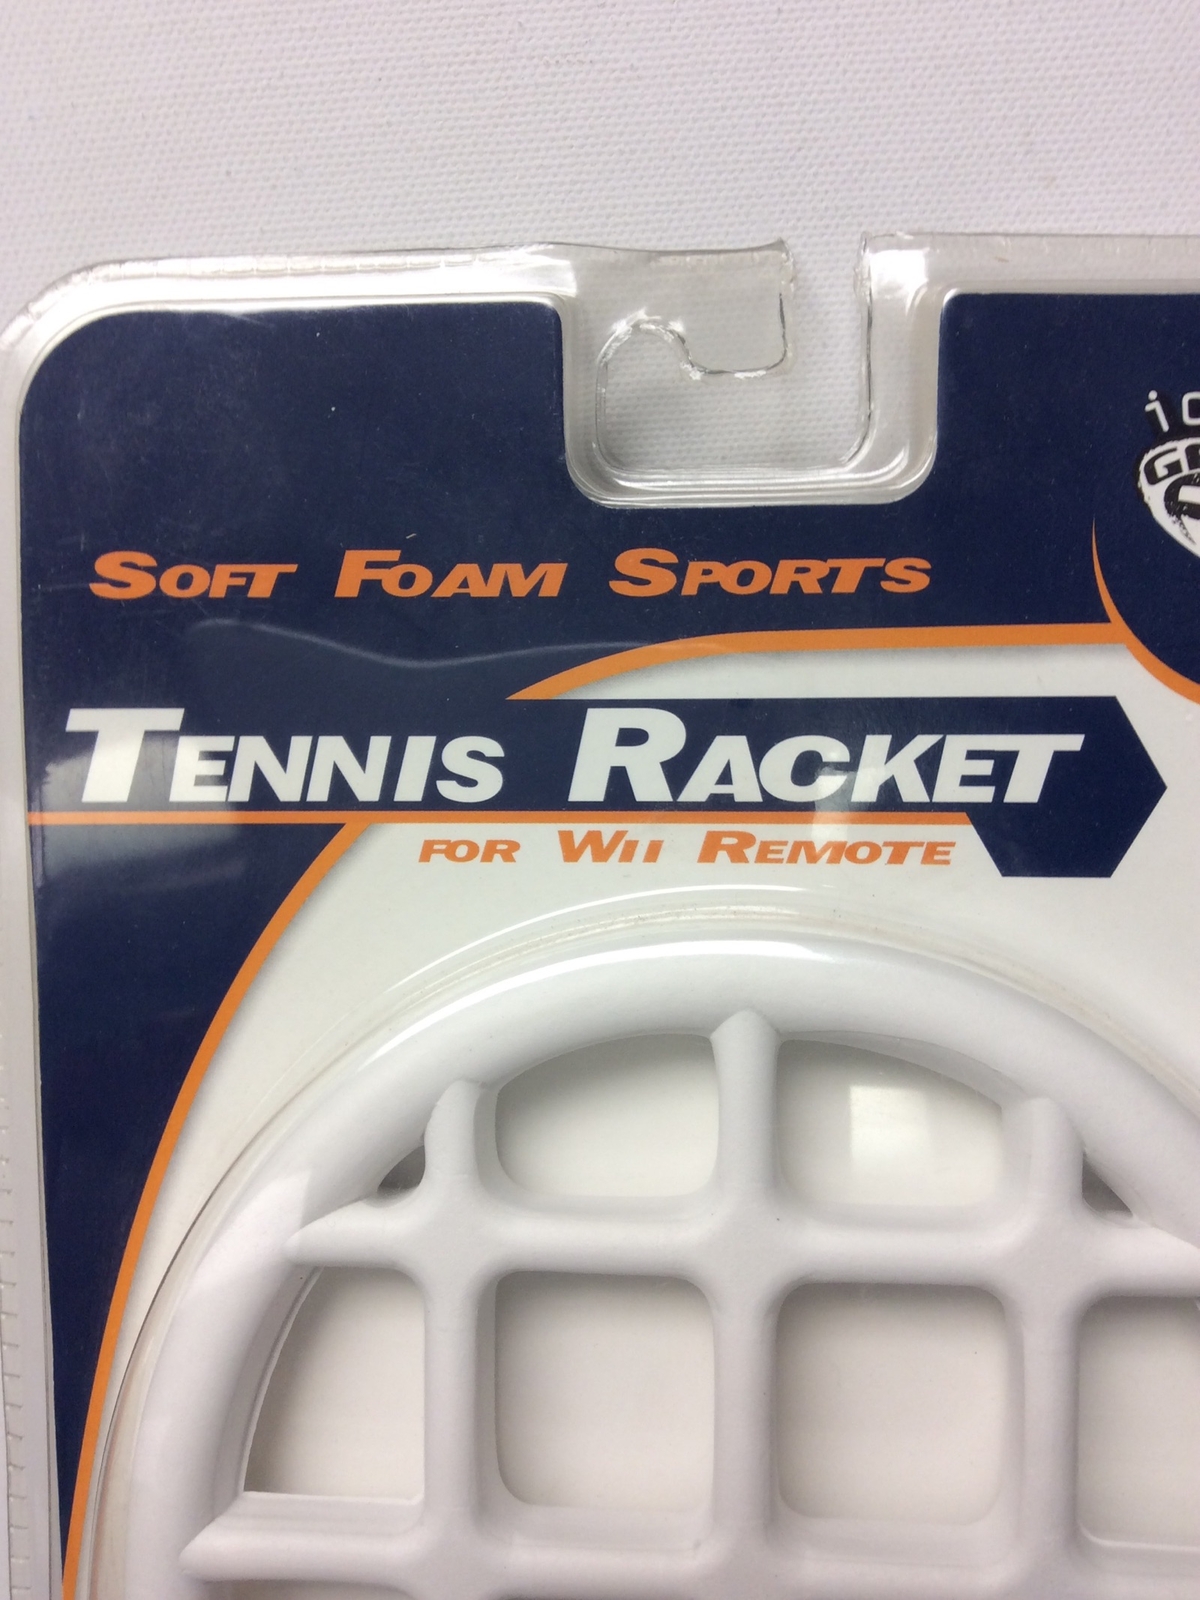 SOFT FOAM SPORTS
TENNIS RACKET
FOR WII REMOTE